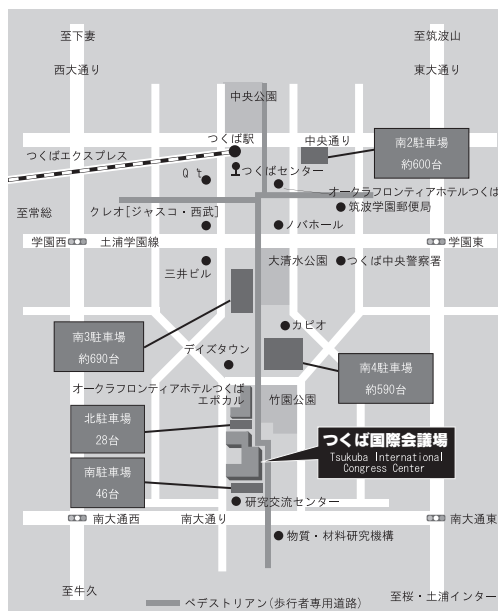 至下妻
至筑波山
西大通り
東大通り
中央公園
つくば駅
中央通り
南2駐車場
約600台
つくばエクスプレス
つくばセンター
Q t
オークラフロンティアホテルつくば
筑波学園郵便局
至常総
クレオ[ジャスコ・西武]
ノバホール
学園西
土浦学園線
学園東
三井ビル
大清水公園
つくば中央警察署
南3駐車場
約690台
カピオ
デイズタウン
南4駐車場
約590台
オークラフロンティアホテルつくば
エポカル
竹園公園
北駐車場
28台
つくば国際会議場
Tsukuba International
Congress Center
南駐車場
46台
研究交流センター
南大通西
南大通り
南大通東
物質・材料研究機構
至牛久
至桜・土浦インター
ペデストリアン(歩行者専用道路)